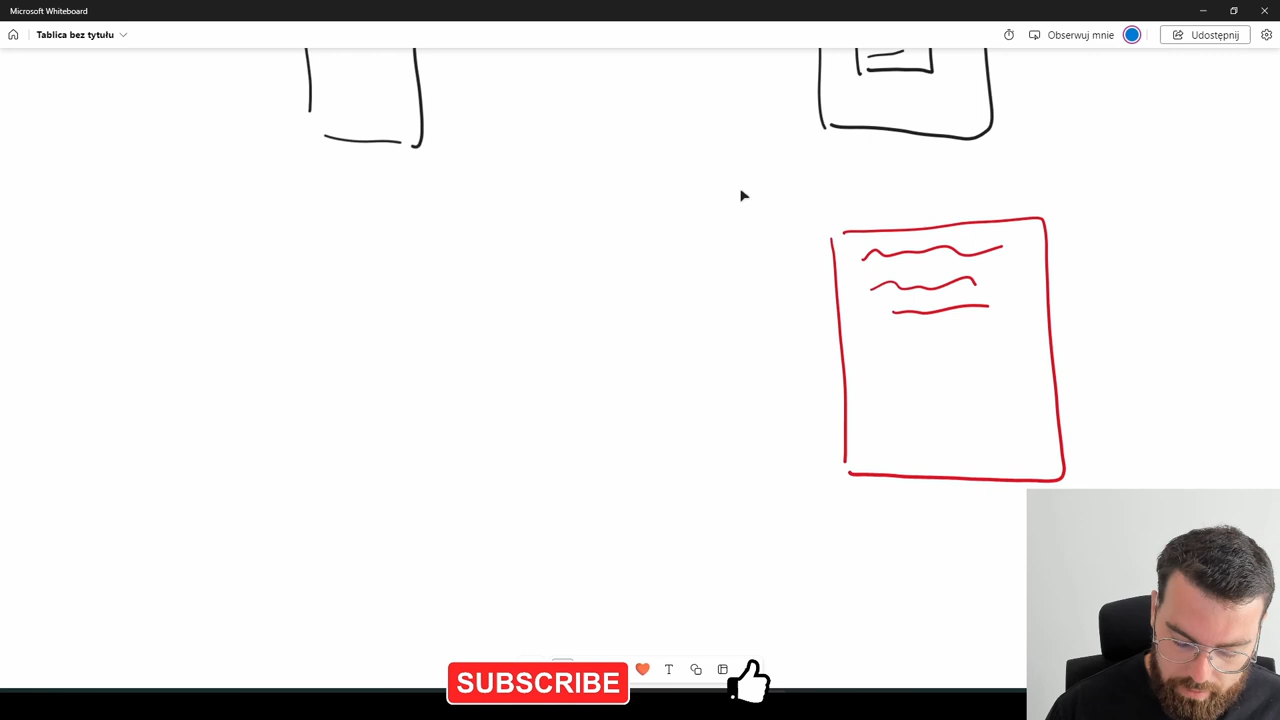 Microsoft Whiteboard
Tablica bez tytułu
Obserwuj mnie
Udostępnij
T
SUBSCRIBE